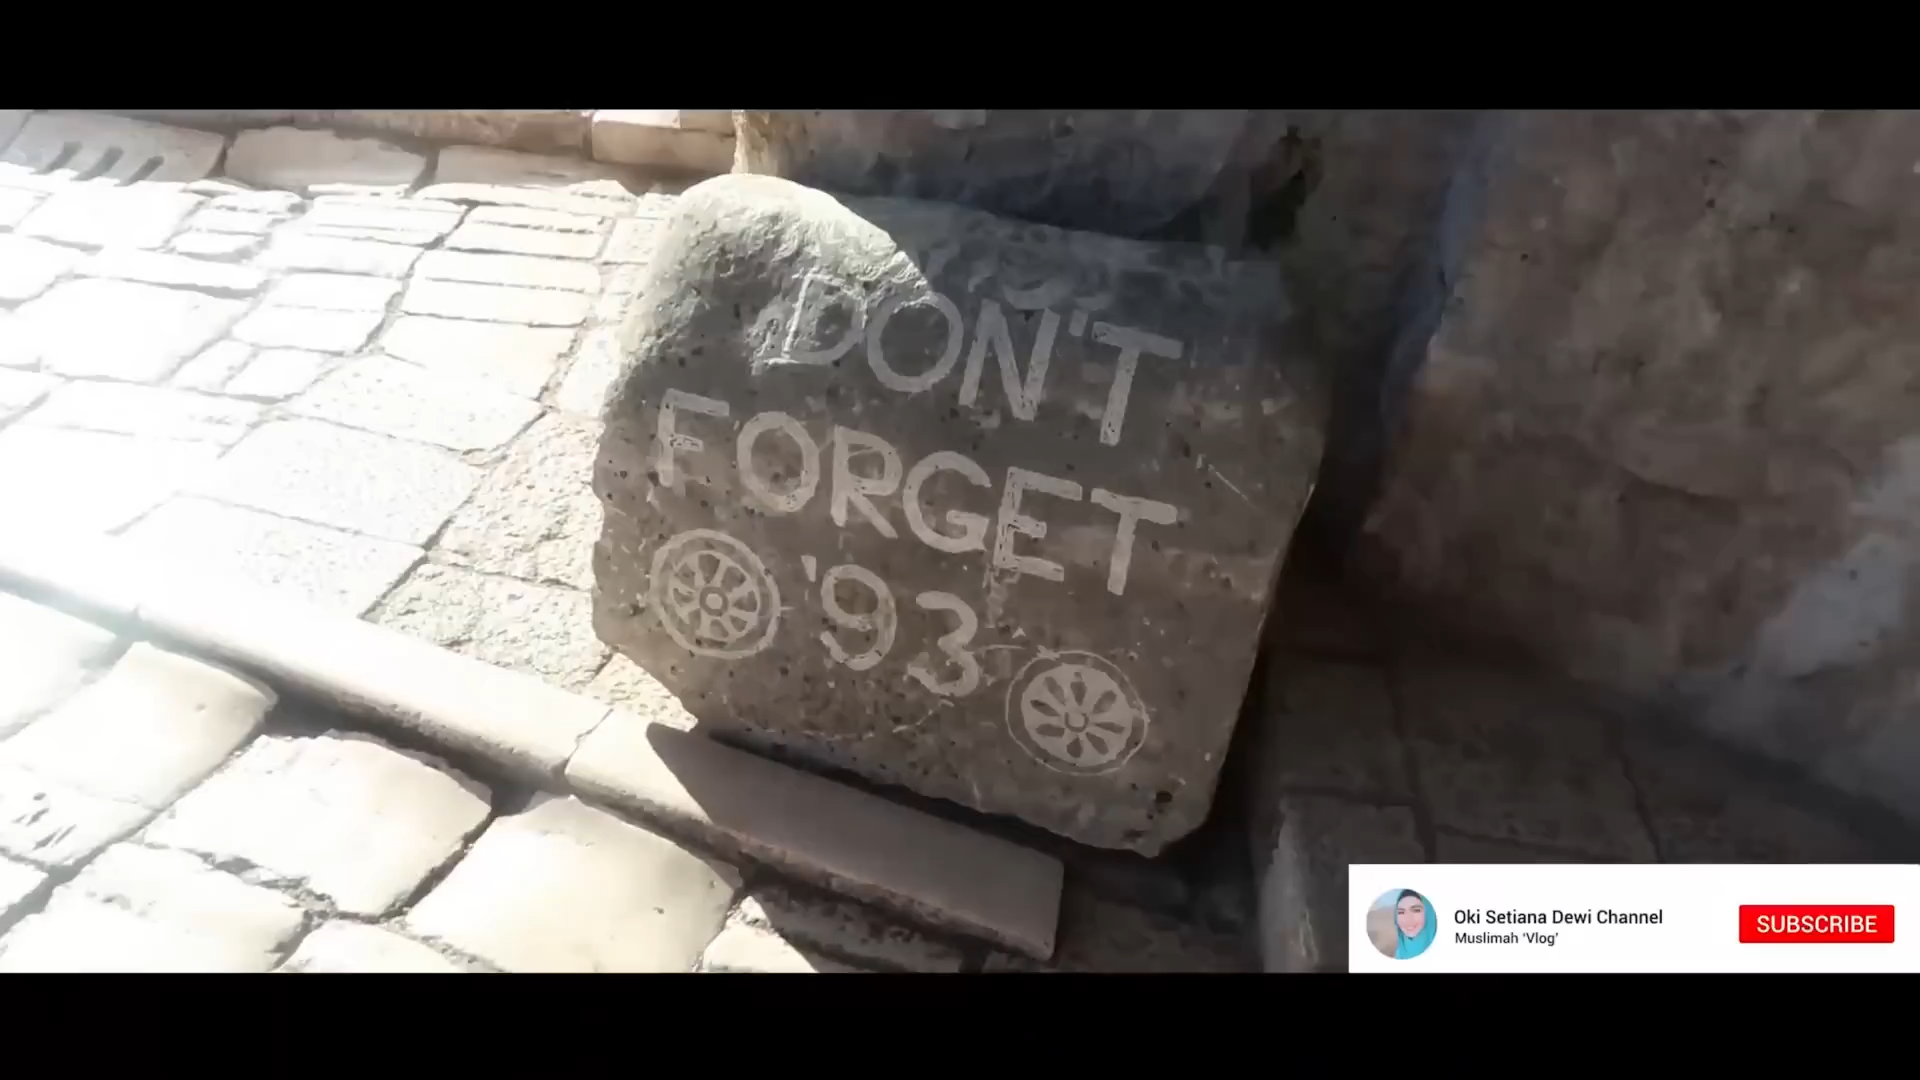 DON'T
FORGET
'93
Oki Setiana Dewi Channel
Muslimah 'Vlog'
SUBSCRIBE